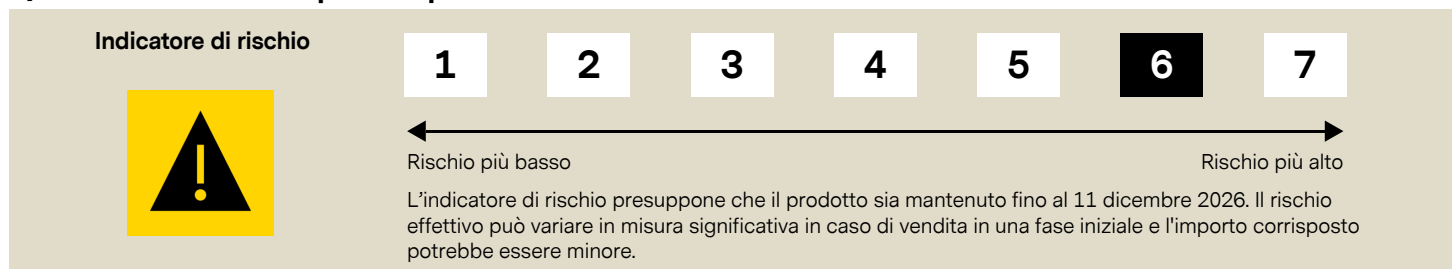 Indicatore di rischio
1 2 3 4 5 6 7
Rischio più basso Rischio più alto
L'indicatore di rischio presuppone che il prodotto sia mantenuto fino al 11 dicembre 2026. Il rischio
effettivo può variare in misura significativa in caso di vendita in una fase iniziale e l'importo corrisposto
potrebbe essere minore.